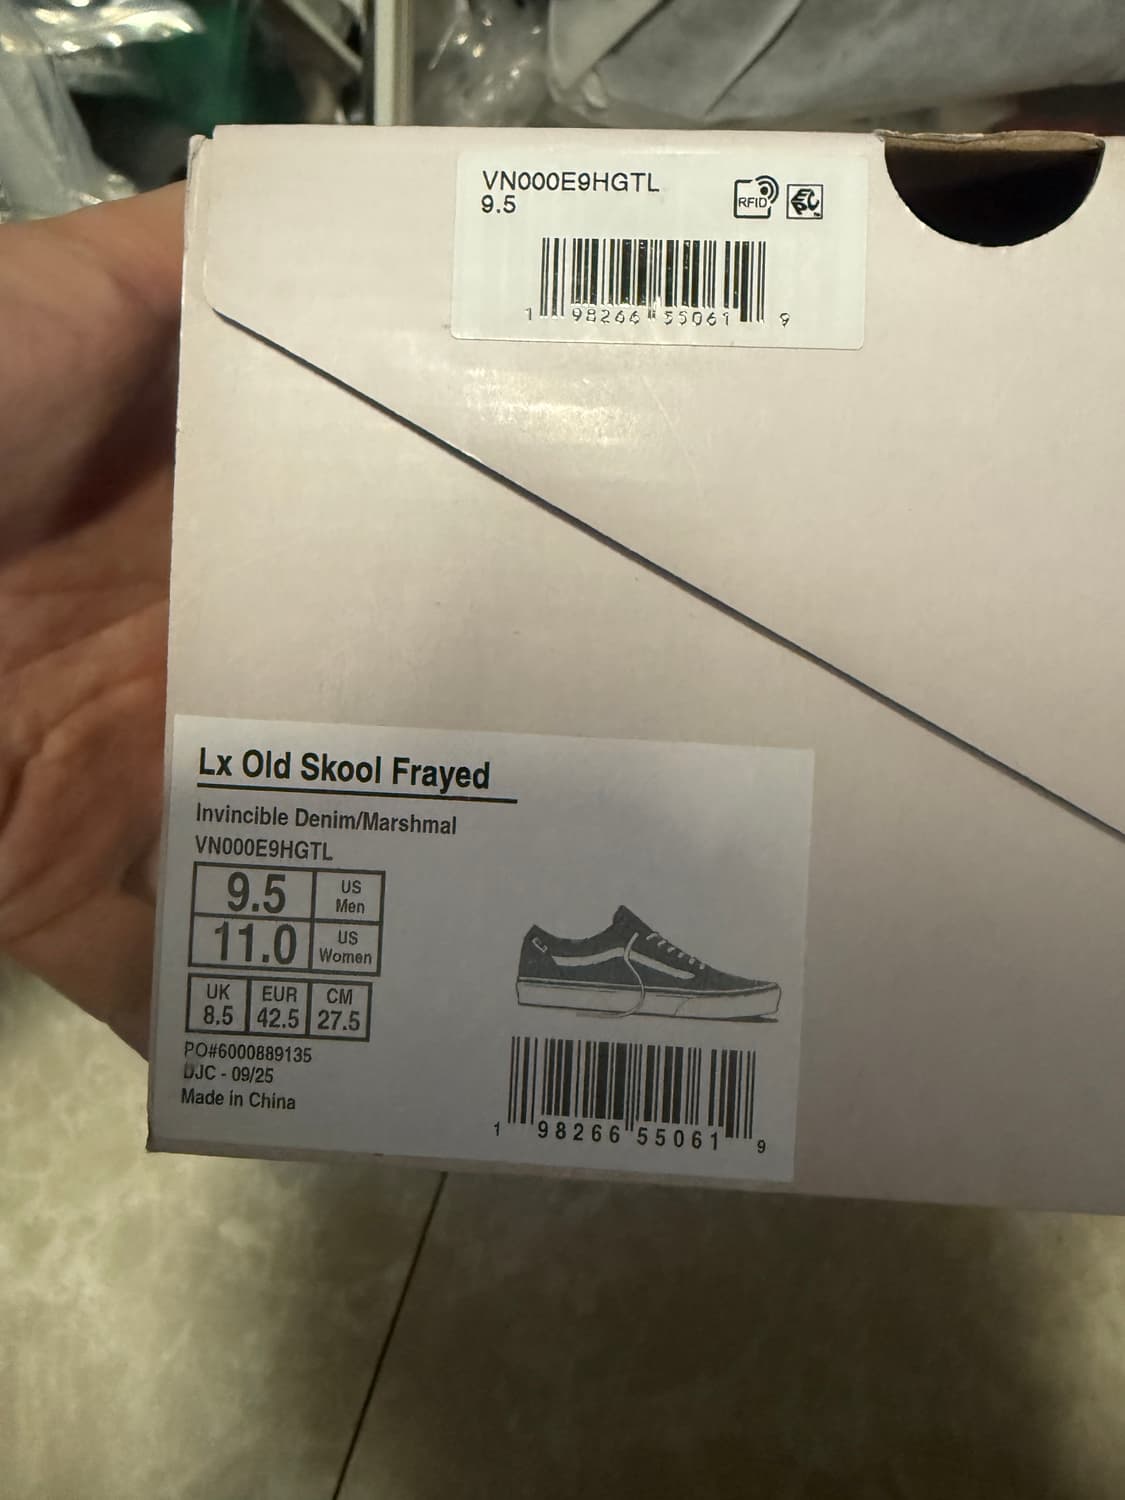 VN000E9HGTL
9.5
RFID
EPC
1 98266 55061 9
Lx Old Skool Frayed
Invincible Denim/Marshmal
VN000E9HGTL
9.5 US Men
11.0 US Women
UK EUR CM
8.5 42.5 27.5
PO#6000889135
DJC - 09/25
Made in China
1 98266 55061 9